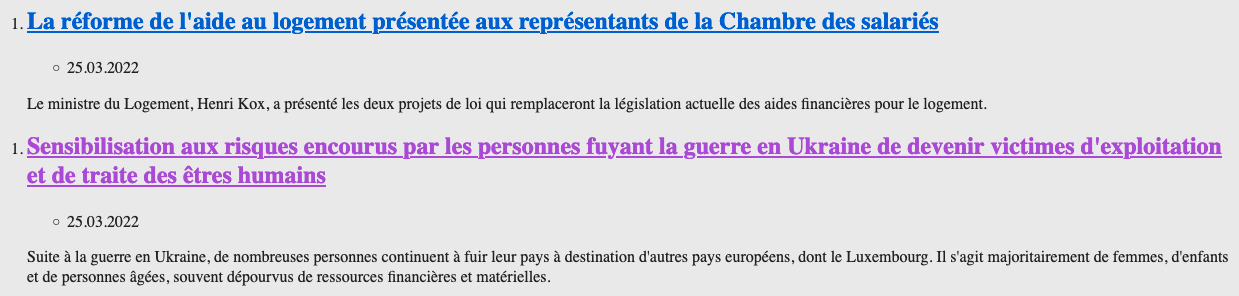 1. La réforme de l'aide au logement présentée aux représentants de la Chambre des salariés
○ 25.03.2022
Le ministre du Logement, Henri Kox, a présenté les deux projets de loi qui remplaceront la législation actuelle des aides financières pour le logement.
1. Sensibilisation aux risques encourus par les personnes fuyant la guerre en Ukraine de devenir victimes d'exploitation
et de traite des êtres humains
○ 25.03.2022
Suite à la guerre en Ukraine, de nombreuses personnes continuent à fuir leur pays à destination d'autres pays européens, dont le Luxembourg. Il s'agit majoritairement de femmes, d'enfants
et de personnes âgées, souvent dépourvus de ressources financières et matérielles.